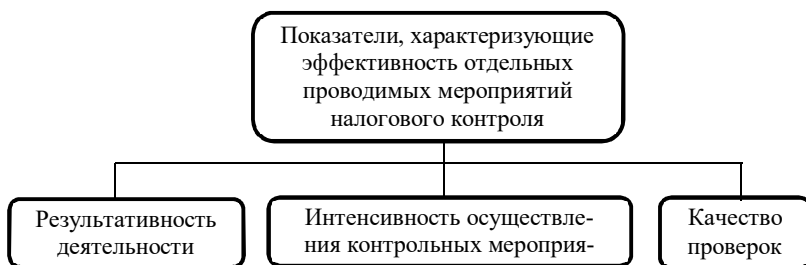 Показатели, характеризующие
эффективность отдельных
проводимых мероприятий
налогового контроля
Результативность
деятельности
Интенсивность осуществле-
ния контрольных мероприя-
Качество
проверок